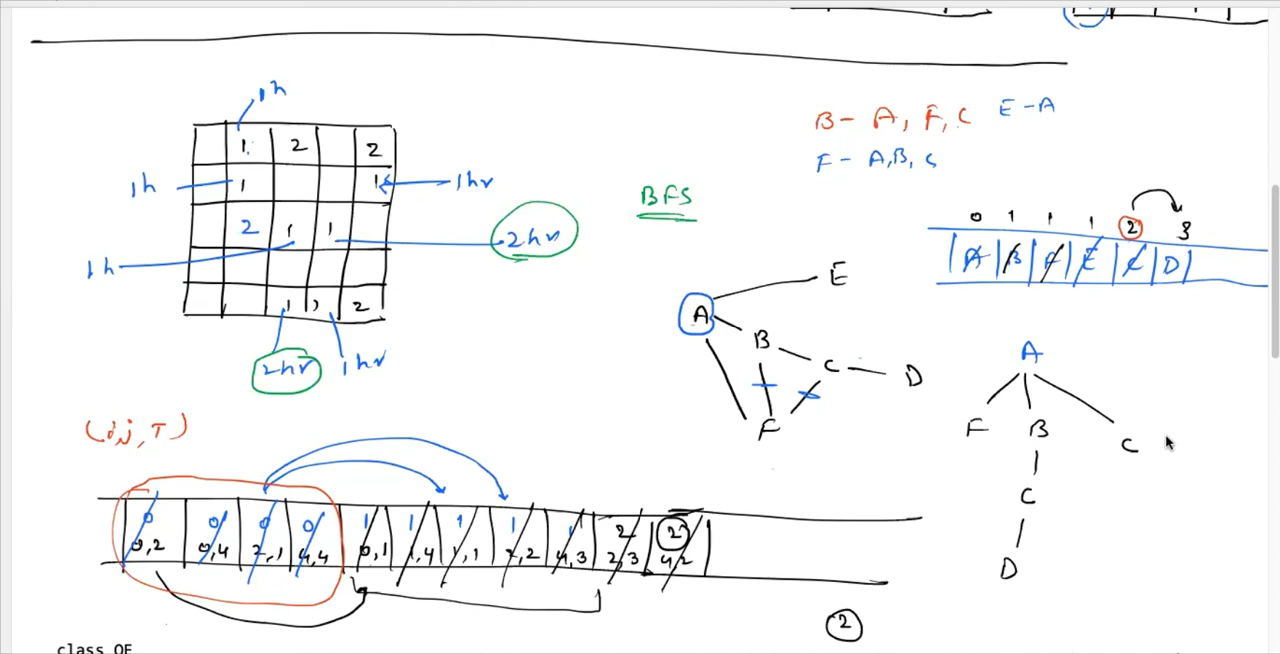 1h
1 2 2
1h 1 1 1hr
2 1 1 2hr
1h
1 1 2
2hr 1hr
B - A, F, C E - A
F - A, B, C
BFS
0 1 1 1 2 3
A B F E C D
E
A
B
C D
F
A
F B C
C
D
(i,j, T)
0 0 0 0 1 1 1 1 1 2 2
0,2 0,4 2,1 4,4 0,1 1,4 1,1 2,2 4,3 2,3 4,2
2
class OE